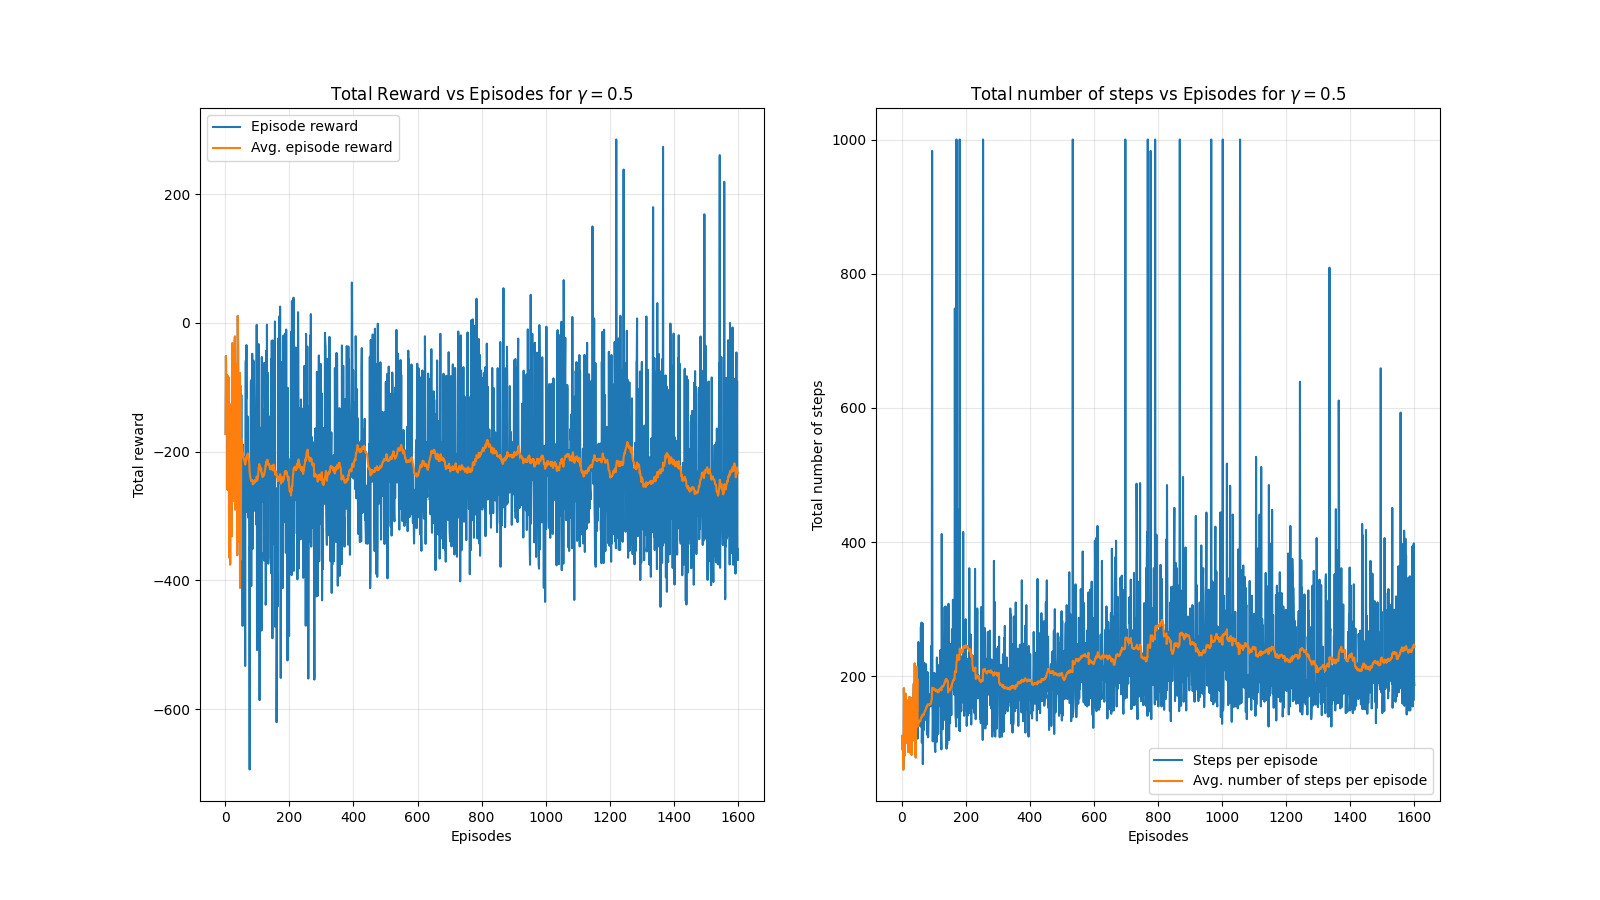 Total Reward vs Episodes for γ = 0.5
Episode reward
Avg. episode reward
200
0
−200
−400
−600
Total reward
0 200 400 600 800 1000 1200 1400 1600
Episodes
Total number of steps vs Episodes for γ = 0.5
1000
800
600
400
200
Total number of steps
Steps per episode
Avg. number of steps per episode
0 200 400 600 800 1000 1200 1400 1600
Episodes